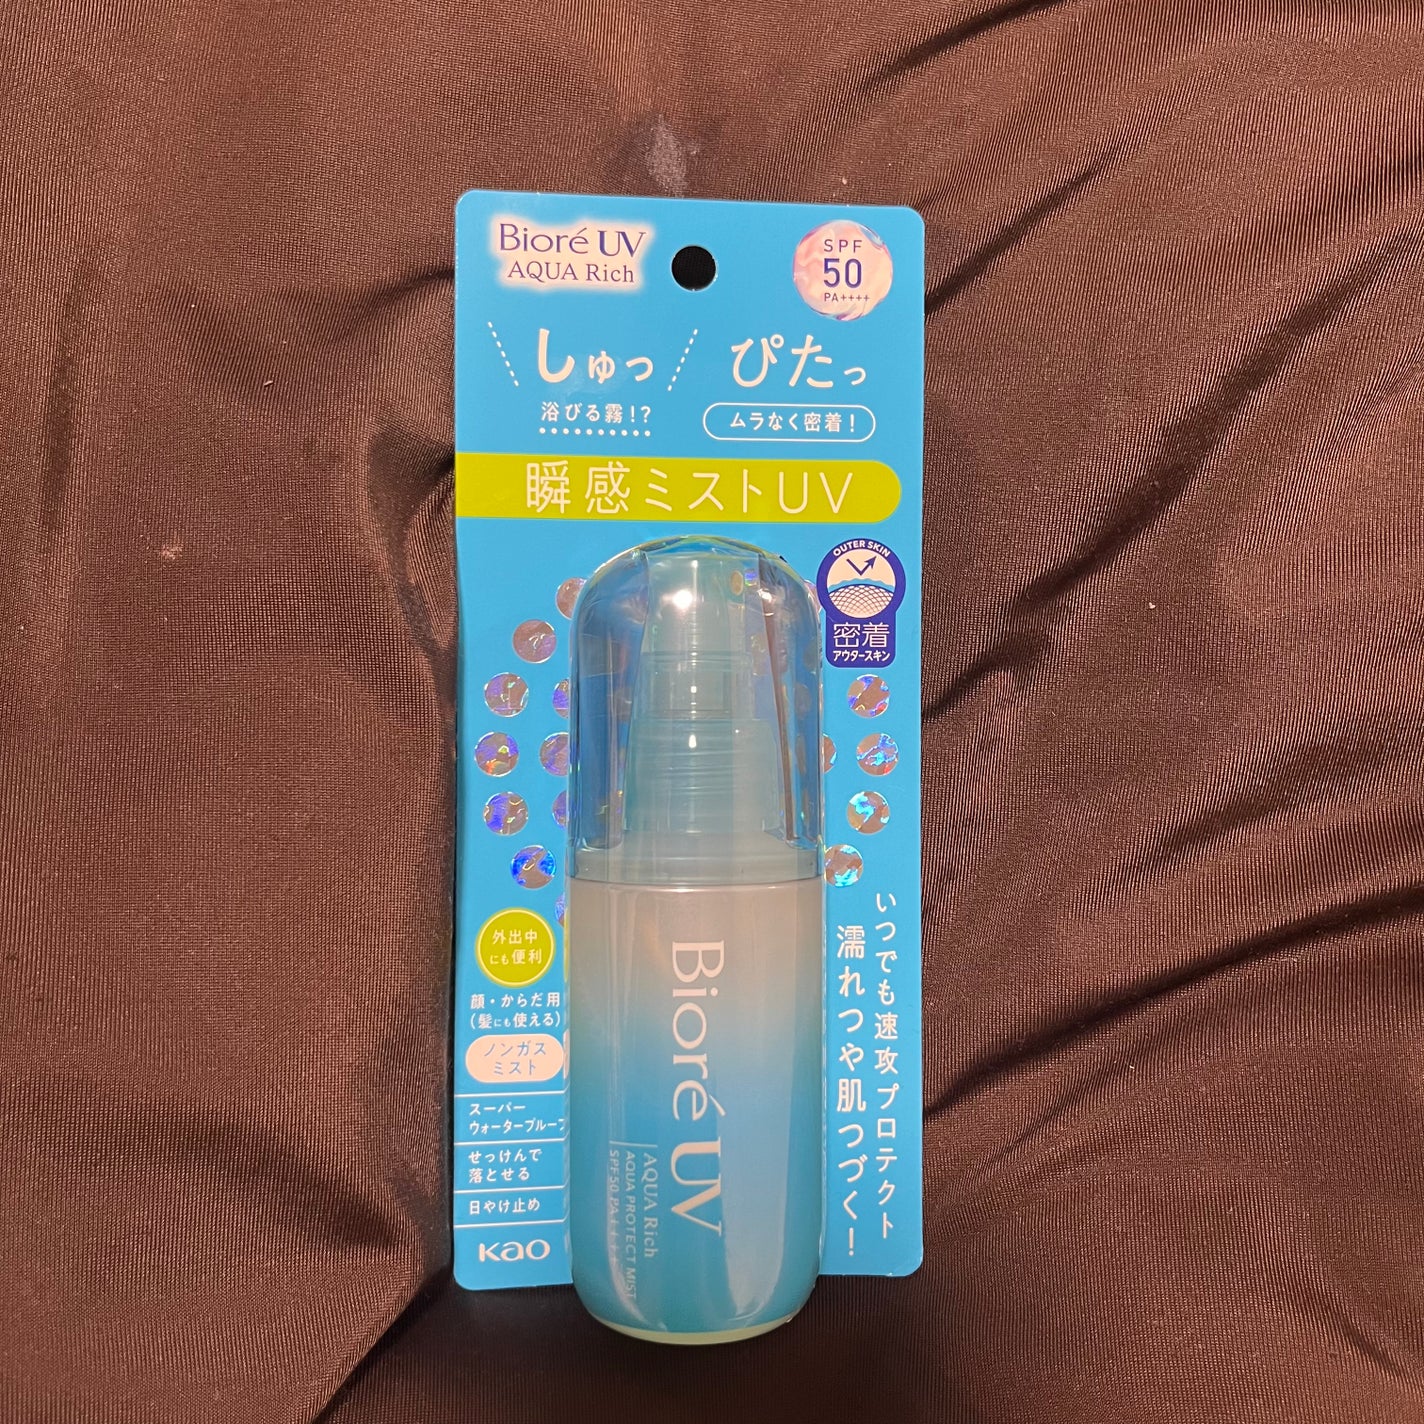 Bioré UV
AQUA Rich
SPF
50
PA++++
しゅっ
ぴたっ
浴びる霧!?
ムラなく密着!
瞬感ミストUV
OUTER SKIN
密着
アウタースキン
いつでも速攻プロテクト
濡れつや肌つづく!
外出中
にも便利
顔・からだ用
(髪にも使える)
ノンガス
ミスト
スーパー
ウォータープルーフ
せっけんで
落とせる
日やけ止め
Kao
Bioré UV
AQUA Rich
AQUA PROTECT MIST
SPF50 PA++++